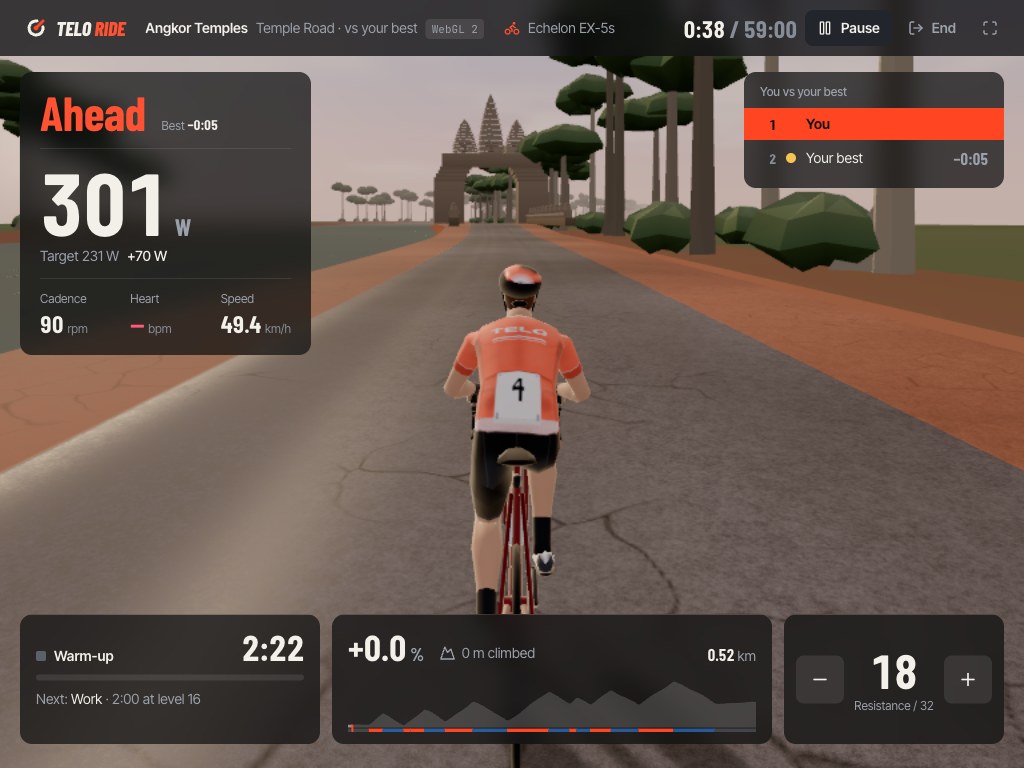 TELO RIDE Angkor Temples Temple Road · vs your best WebGL 2 Echelon EX-5s 0:38 / 59:00 Pause End
Ahead Best −0:05
301 W
Target 231 W +70 W
Cadence Heart Speed
90 rpm — bpm 49.4 km/h
You vs your best
1 You
2 Your best −0:05
TELO
4
Warm-up 2:22
Next: Work · 2:00 at level 16
+0.0 % 0 m climbed 0.52 km
− 18 +
Resistance / 32